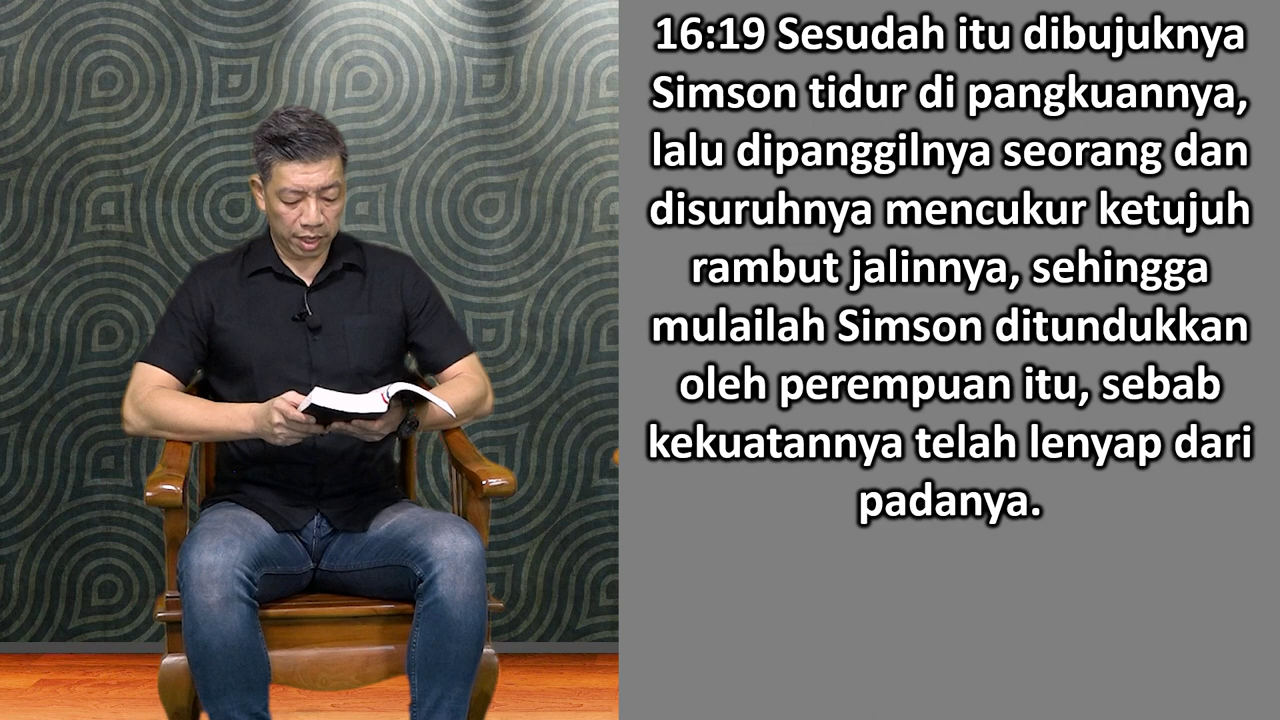 16:19 Sesudah itu dibujuknya
Simson tidur di pangkuannya,
lalu dipanggilnya seorang dan
disuruhnya mencukur ketujuh
rambut jalinnya, sehingga
mulailah Simson ditundukkan
oleh perempuan itu, sebab
kekuatannya telah lenyap dari
padanya.